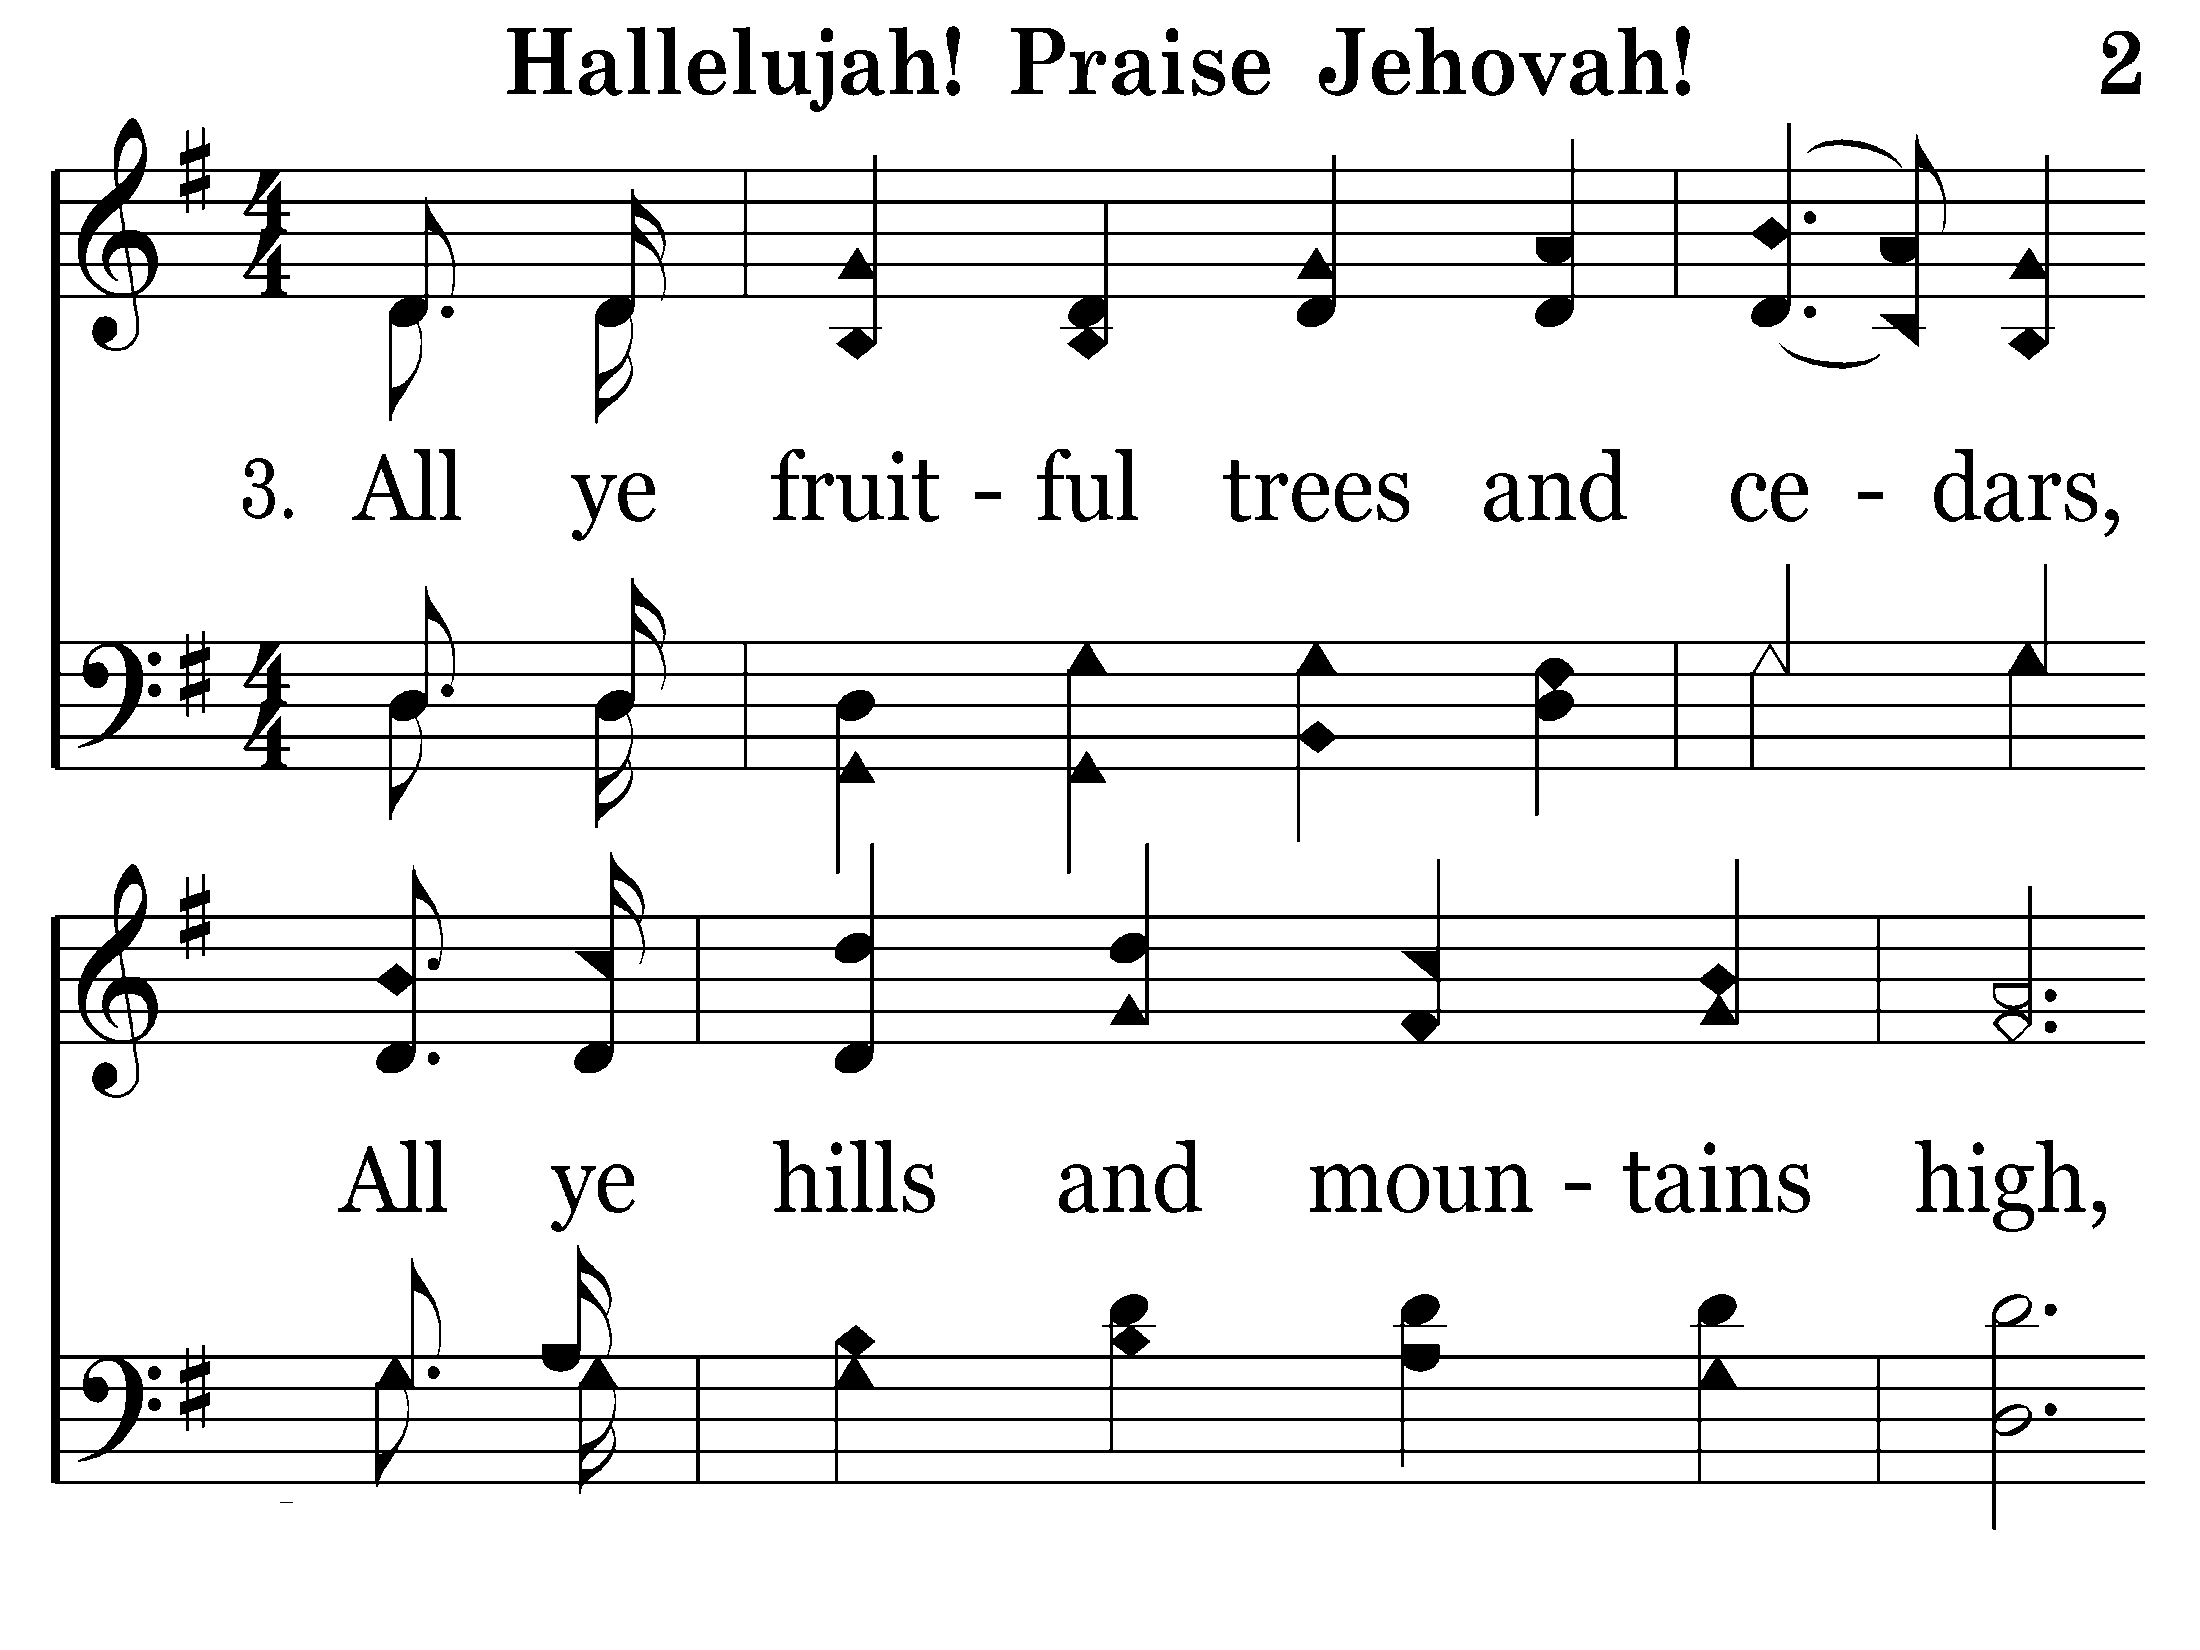 Hallelujah! Praise Jehovah! 2
3. All ye fruit - ful trees and ce - dars,
All ye hills and moun - tains high,